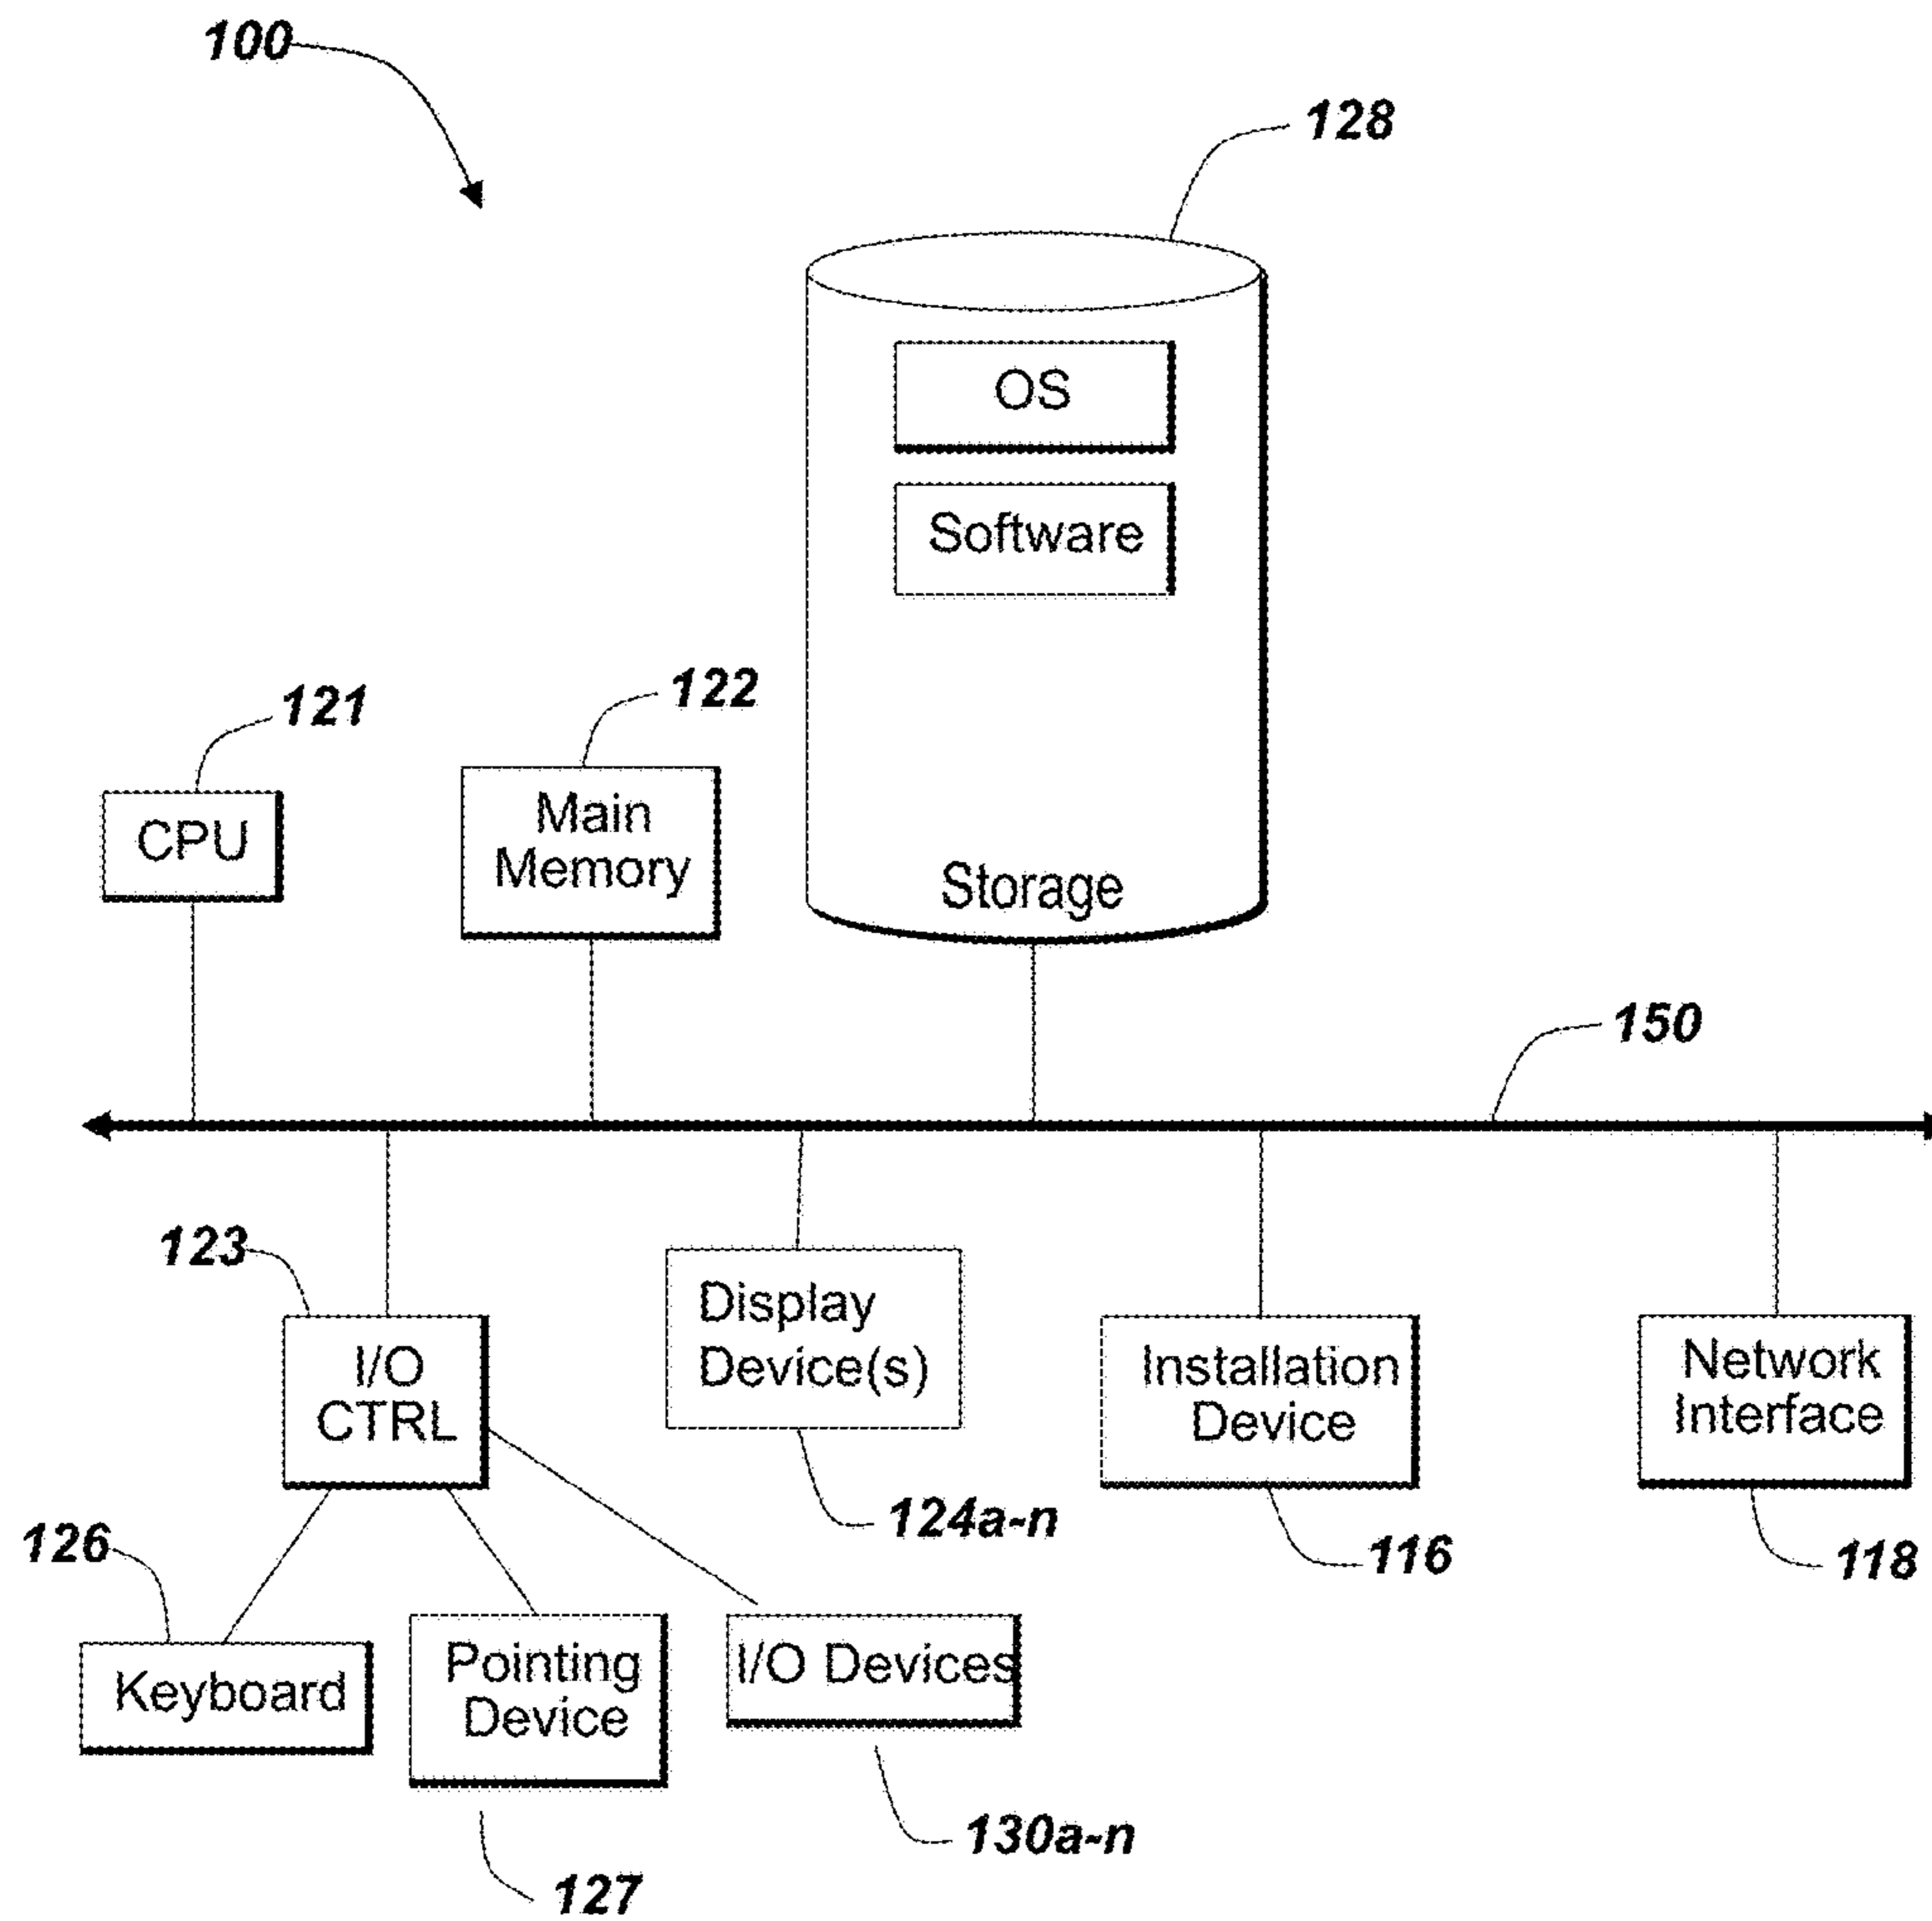 100
128
OS
Software
121
122
CPU
Main
Memory
Storage
150
123
Display
Device(s)
I/O
CTRL
Installation
Device
Network
Interface
124a-n
116
118
126
Keyboard
Pointing
Device
I/O Devices
130a-n
127